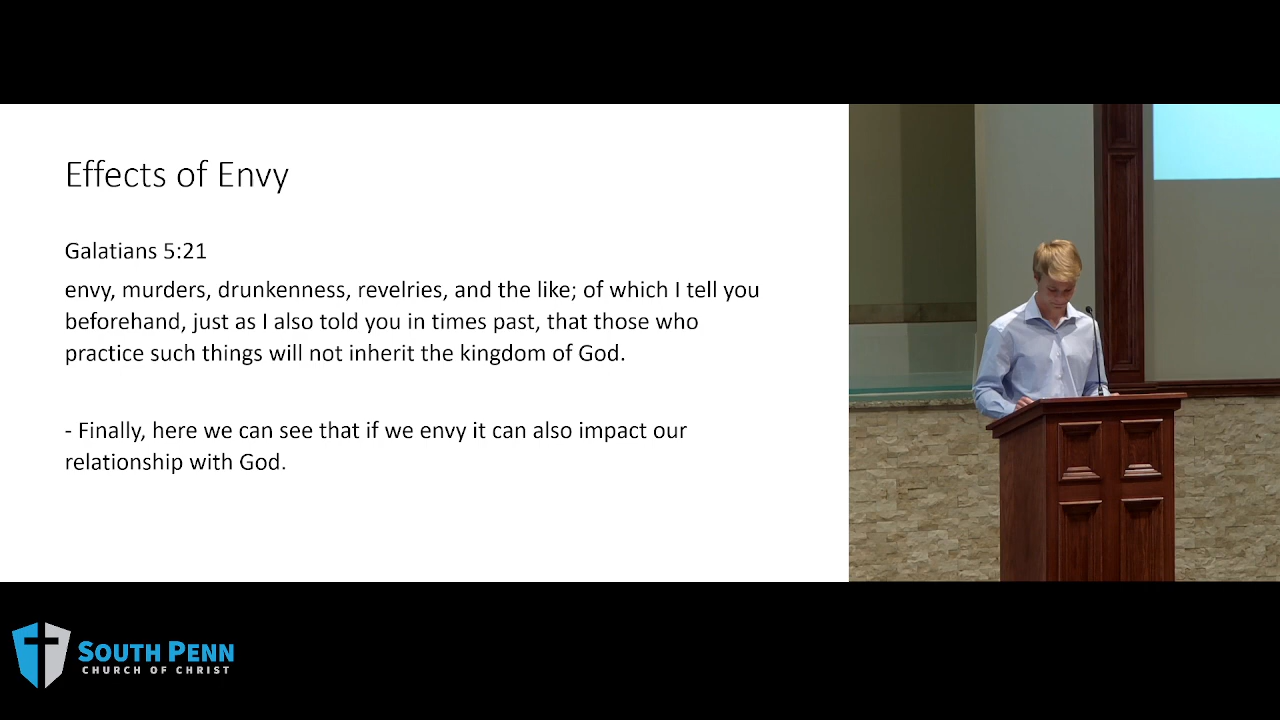 Effects of Envy
Galatians 5:21
envy, murders, drunkenness, revelries, and the like; of which I tell you
beforehand, just as I also told you in times past, that those who
practice such things will not inherit the kingdom of God.
- Finally, here we can see that if we envy it can also impact our
relationship with God.
SOUTH PENN
CHURCH OF CHRIST